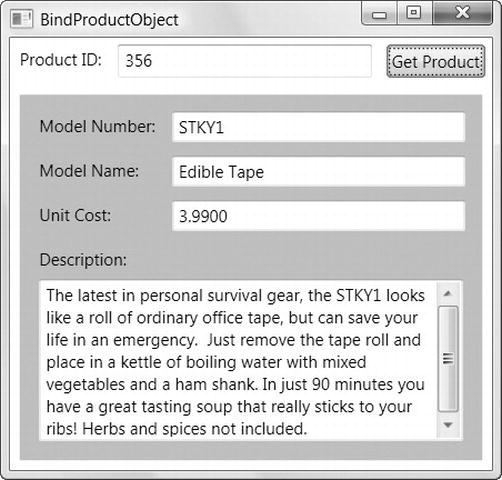 BindProductObject
Product ID: 356 Get Product
Model Number: STKY1
Model Name: Edible Tape
Unit Cost: 3.9900
Description:
The latest in personal survival gear, the STKY1 looks
like a roll of ordinary office tape, but can save your
life in an emergency.  Just remove the tape roll and
place in a kettle of boiling water with mixed
vegetables and a ham shank. In just 90 minutes you
have a great tasting soup that really sticks to your
ribs! Herbs and spices not included.